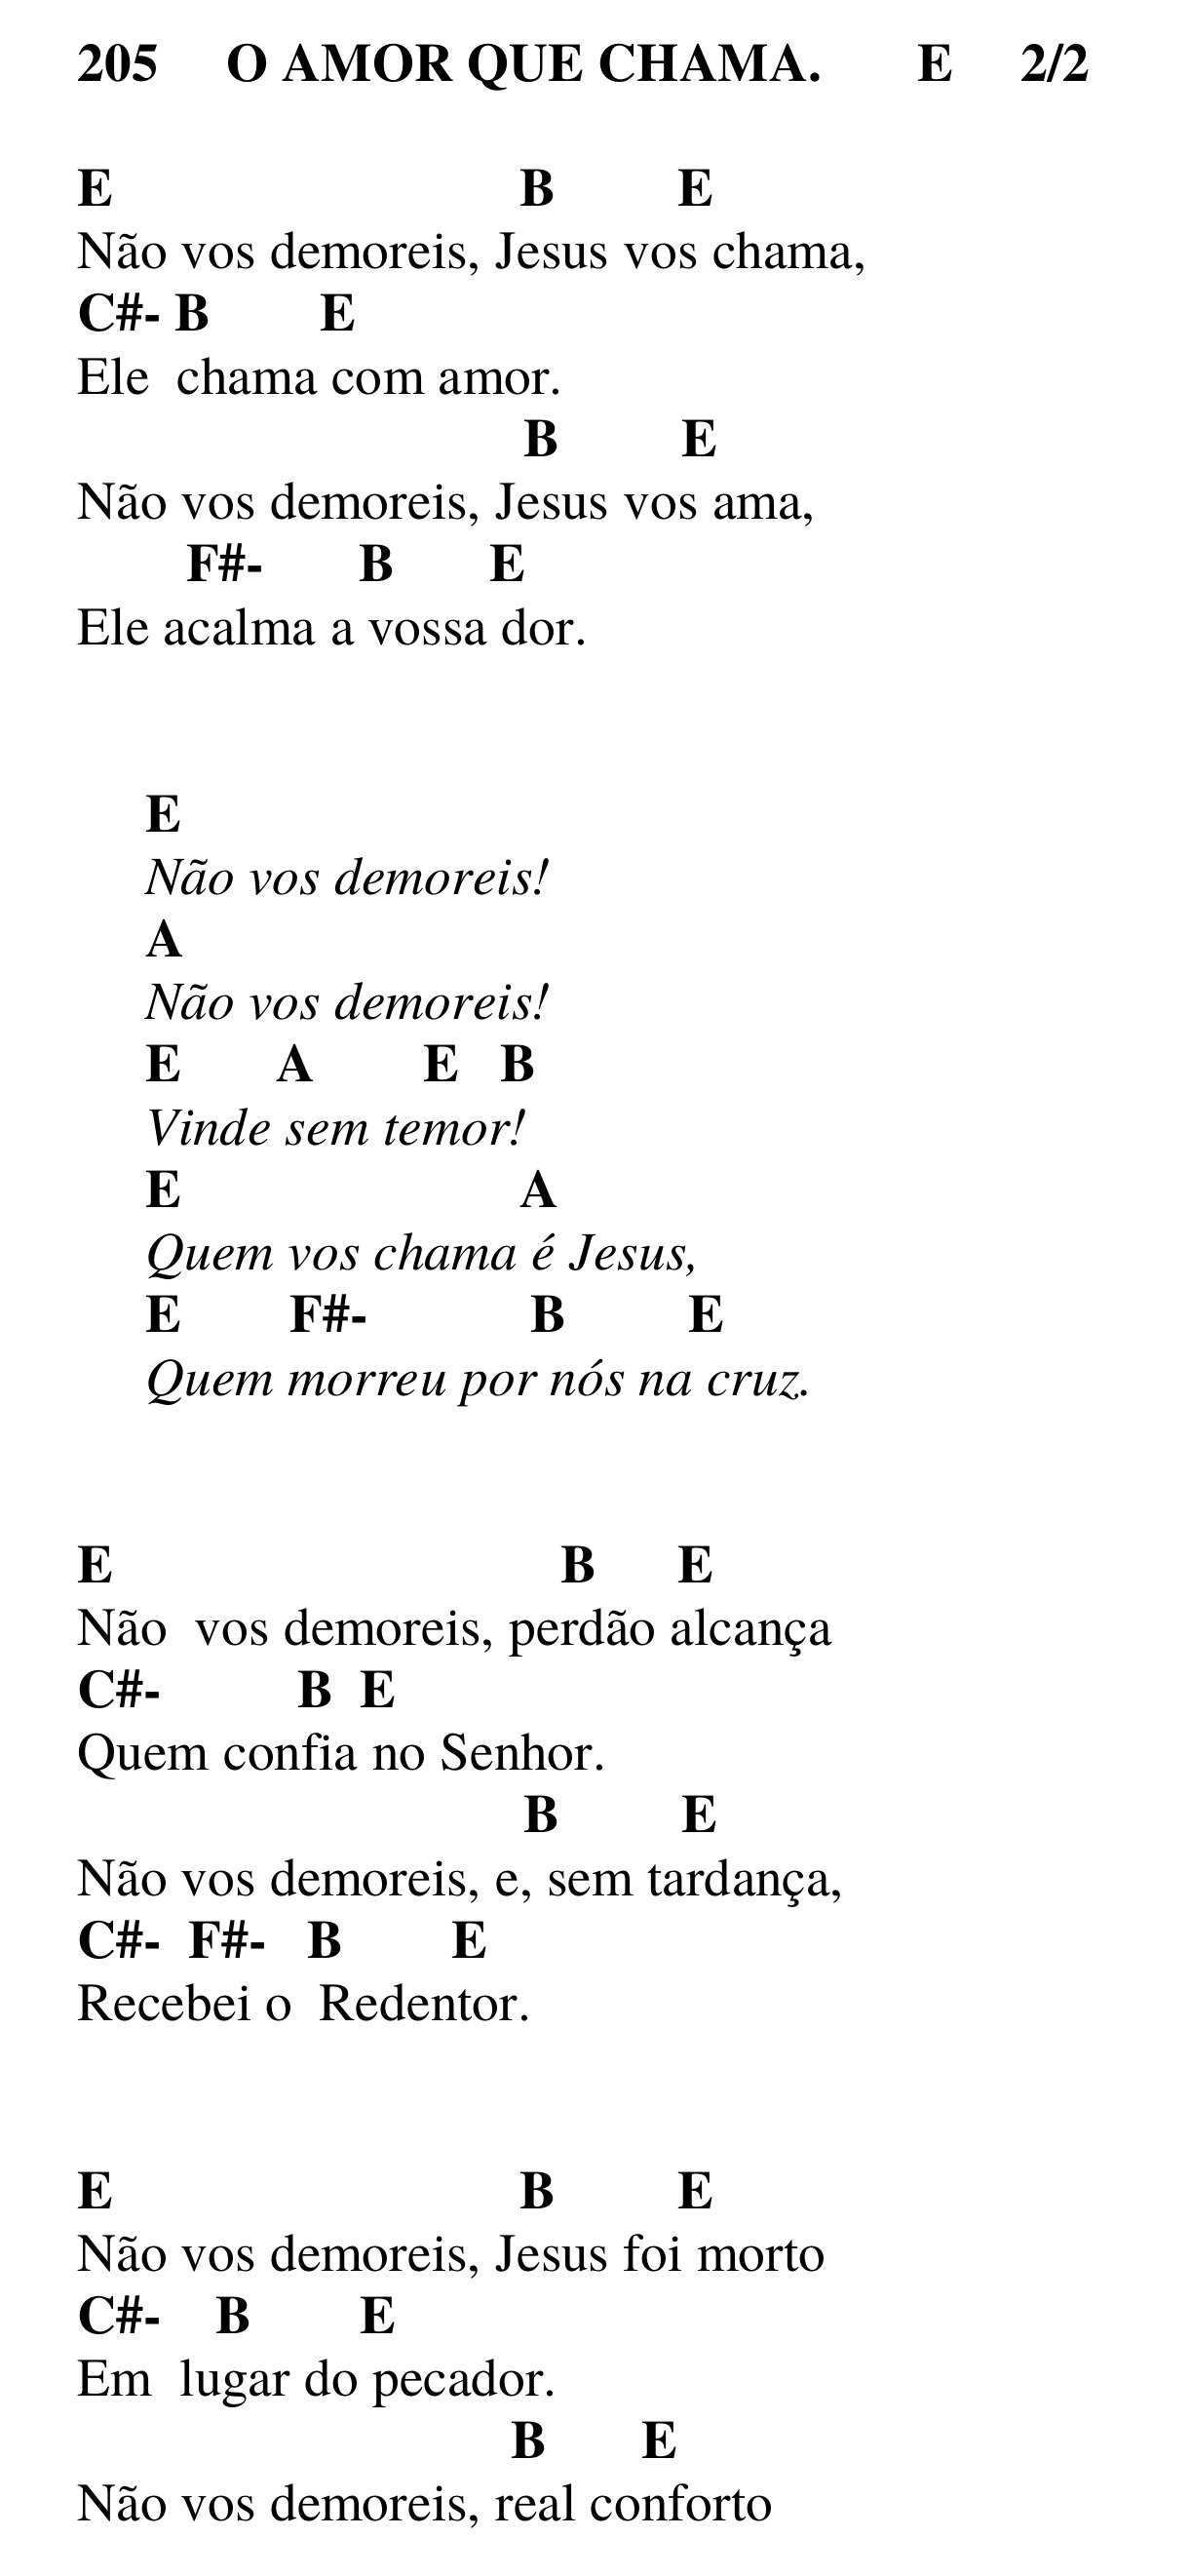 205     O AMOR QUE CHAMA.       E     2/2
E                              B         E
Não vos demoreis, Jesus vos chama,
C#- B        E
Ele  chama com amor.
                                 B         E
Não vos demoreis, Jesus vos ama,
        F#-       B       E
Ele acalma a vossa dor.
E
Não vos demoreis!
A
Não vos demoreis!
E       A        E   B
Vinde sem temor!
E                         A
Quem vos chama é Jesus,
E        F#-            B         E
Quem morreu por nós na cruz.
E                                 B      E
Não  vos demoreis, perdão alcança
C#-          B  E
Quem confia no Senhor.
                                 B         E
Não vos demoreis, e, sem tardança,
C#-  F#-   B        E
Recebei o  Redentor.
E                              B         E
Não vos demoreis, Jesus foi morto
C#-    B        E
Em  lugar do pecador.
                                B       E
Não vos demoreis, real conforto